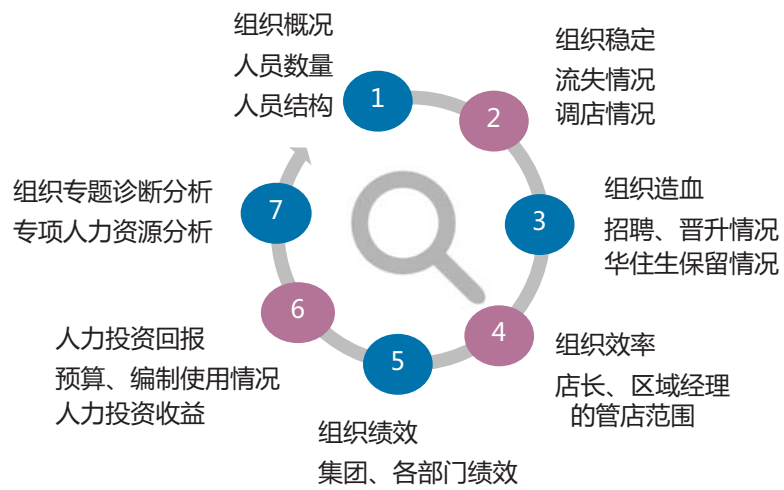 1
组织概况
人员数量
人员结构
2
组织稳定
流失情况
调店情况
3
组织造血
招聘、晋升情况
华住生保留情况
4
组织效率
店长、区域经理
的管店范围
5
组织绩效
集团、各部门绩效
6
人力投资回报
预算、编制使用情况
人力投资收益
7
组织专题诊断分析
专项人力资源分析